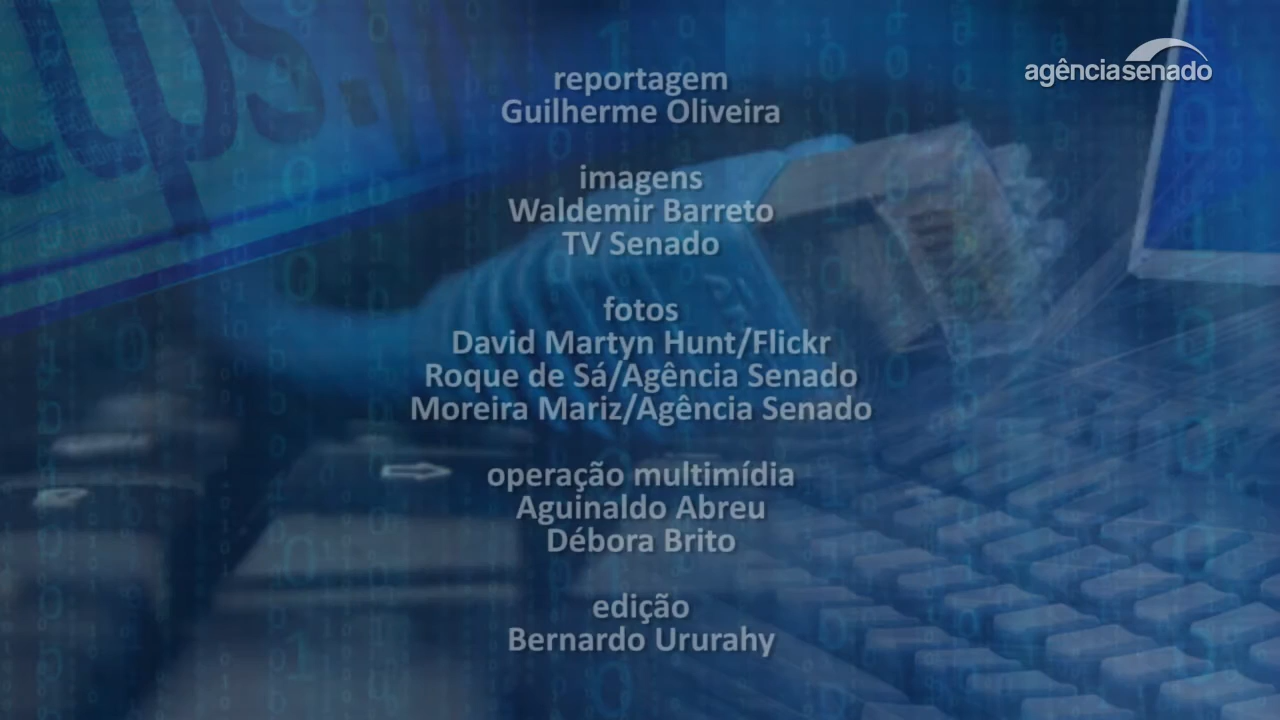 agênciasenado
reportagem
Guilherme Oliveira
imagens
Waldemir Barreto
TV Senado
fotos
David Martyn Hunt/Flickr
Roque de Sá/Agência Senado
Moreira Mariz/Agência Senado
operação multimídia
Aguinaldo Abreu
Débora Brito
edição
Bernardo Ururahy